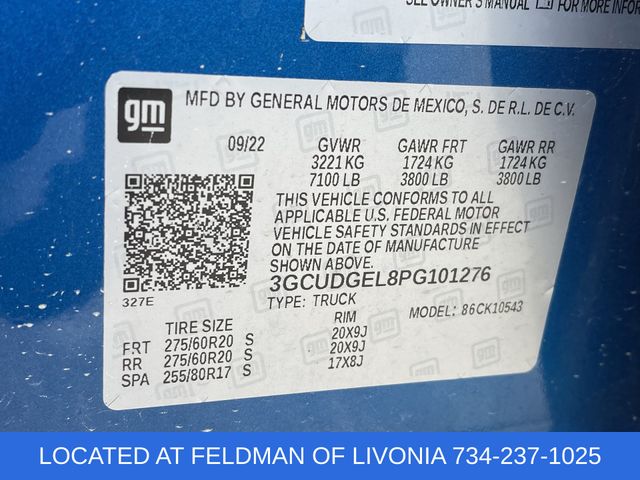 SEE OWNER'S MANUAL FOR MORE INFOR
gm
MFD BY GENERAL MOTORS DE MEXICO, S. DE R.L. DE C.V.
09/22 GVWR GAWR FRT GAWR RR
3221 KG 1724 KG 1724 KG
7100 LB 3800 LB 3800 LB
THIS VEHICLE CONFORMS TO ALL
APPLICABLE U.S. FEDERAL MOTOR
VEHICLE SAFETY STANDARDS IN EFFECT
ON THE DATE OF MANUFACTURE
SHOWN ABOVE.
3GCUDGEL8PG101276
327E
TYPE: TRUCK MODEL: 86CK10543
TIRE SIZE RIM
FRT 275/60R20 S 20X9J
RR 275/60R20 S 20X9J
SPA 255/80R17 S 17X8J
LOCATED AT FELDMAN OF LIVONIA 734-237-1025